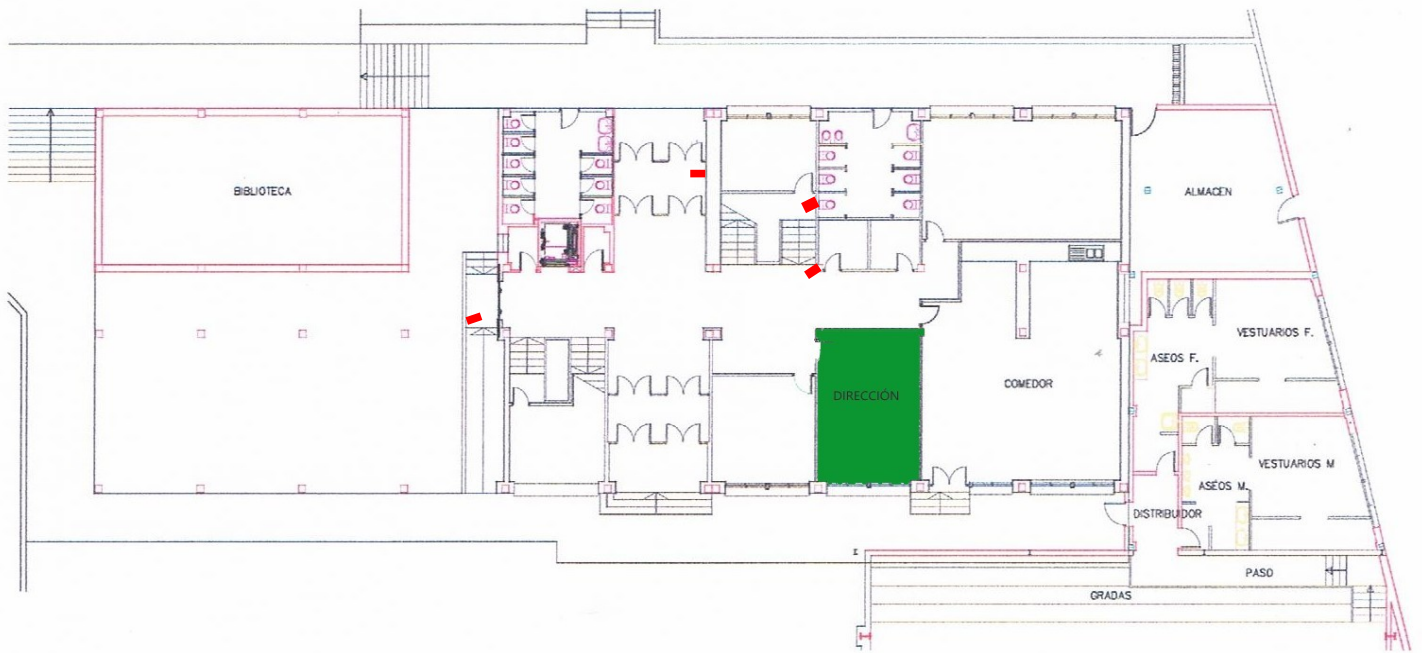 BIBLIOTECA
ALMACEN
VESTUARIOS F.
ASEOS F.
COMEDOR
DIRECCIÓN
VESTUARIOS M
ASEOS M.
DISTRIBUIDOR
PASO
GRADAS